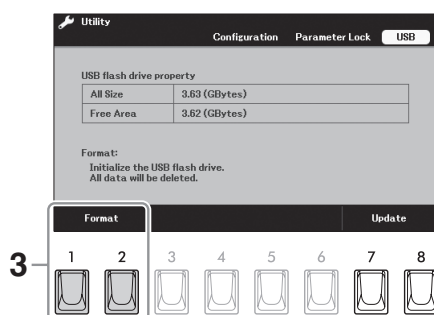 Utility
Configuration Parameter Lock USB
USB flash drive property
All Size 3.63 (GBytes)
Free Area 3.62 (GBytes)
Format:
Initialize the USB flash drive.
All data will be deleted.
Format Update
3
1 2 3 4 5 6 7 8